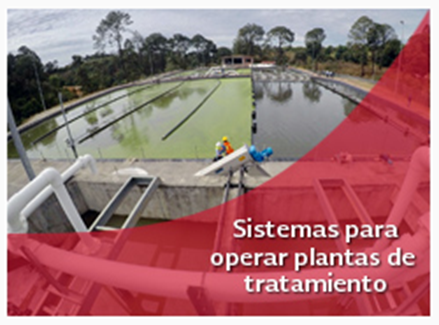 Sistemas para
operar plantas de
tratamiento